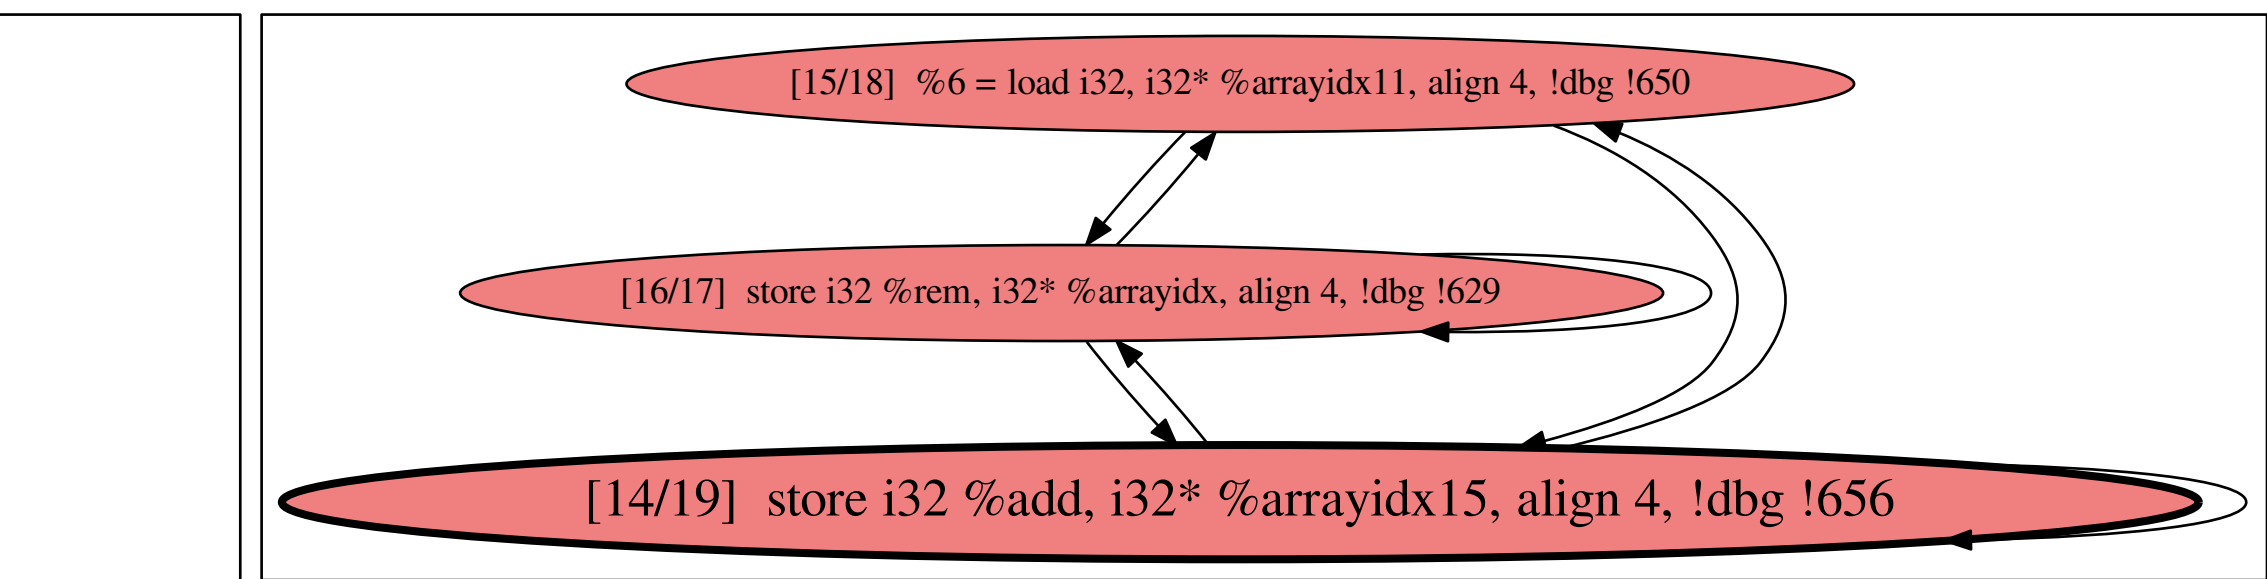 [15/18]  %6 = load i32, i32* %arrayidx11, align 4, !dbg !650
[16/17]  store i32 %rem, i32* %arrayidx, align 4, !dbg !629
[14/19]  store i32 %add, i32* %arrayidx15, align 4, !dbg !656